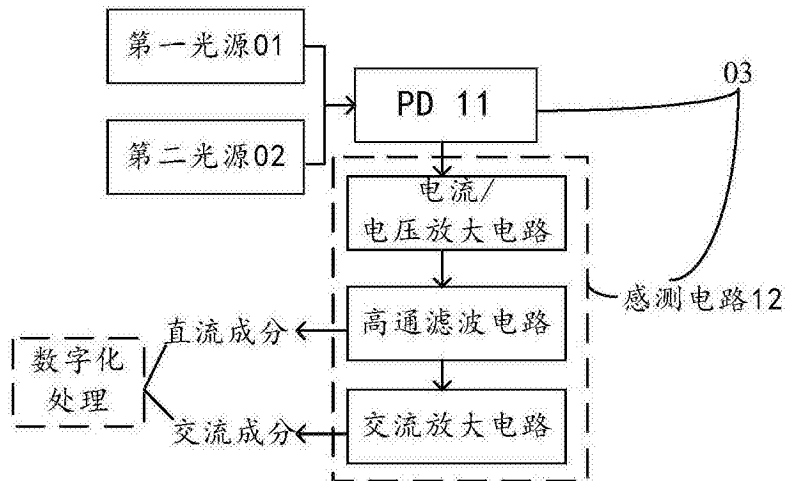 第一光源01
03
PD 11
第二光源02
电流/
电压放大电路
感测电路12
高通滤波电路
直流成分
数字化
处理
交流成分
交流放大电路